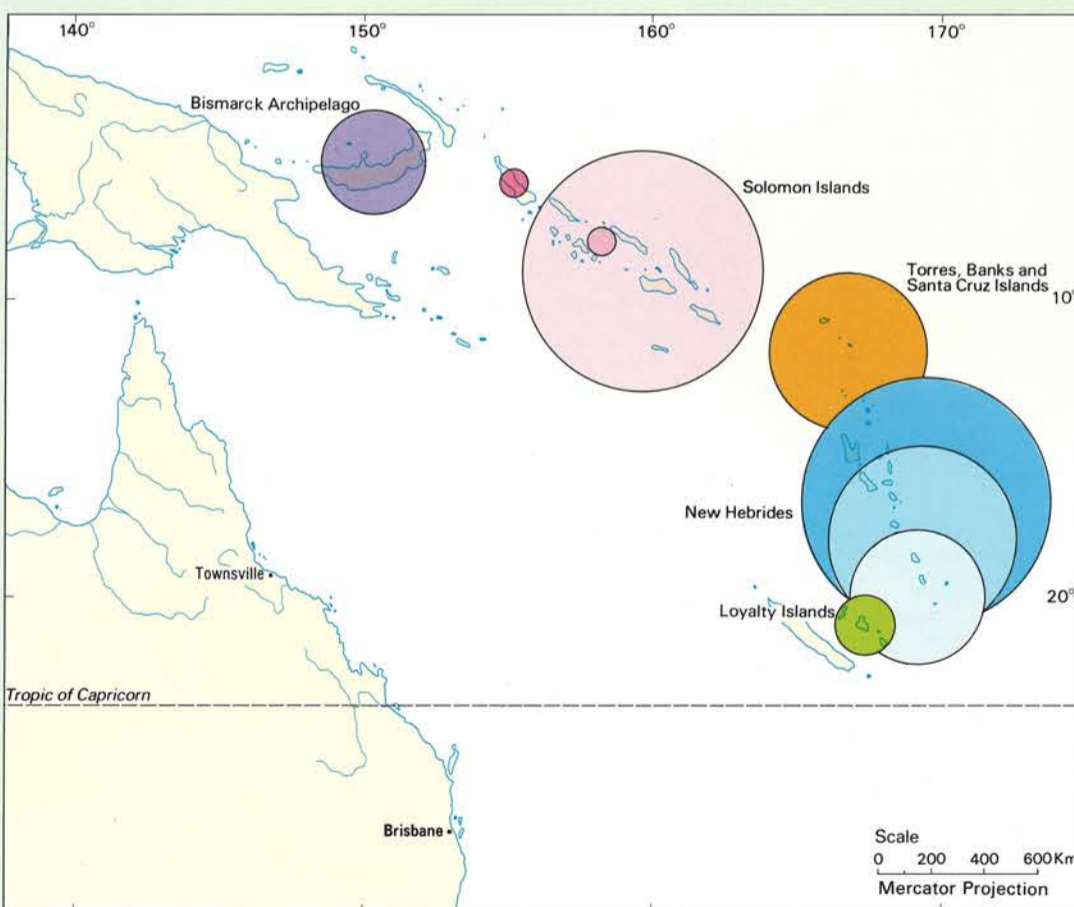 140°
150°
160°
170°
Bismarck Archipelago
Solomon Islands
Torres, Banks and
Santa Cruz Islands
10°
New Hebrides
Townsville
20°
Loyalty Islands
Tropic of Capricorn
Brisbane
Scale
0 200 400 600Km
Mercator Projection